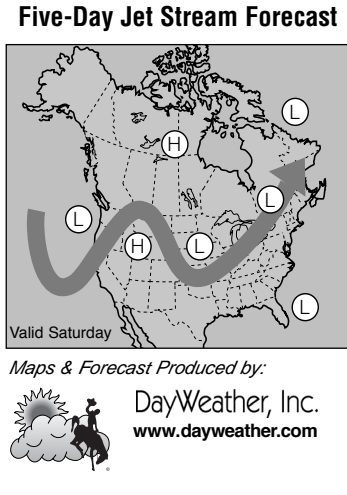 Five-Day Jet Stream Forecast
L
H
L
L
H
L
L
Valid Saturday
Maps & Forecast Produced by:
DayWeather, Inc.
www.dayweather.com